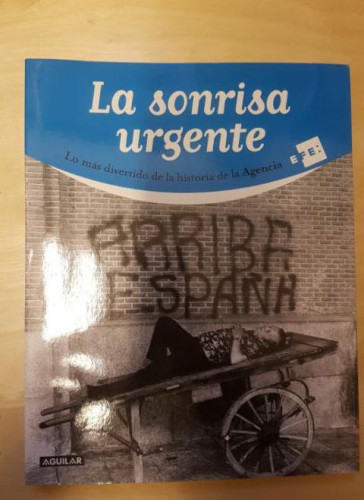 La sonrisa
urgente
Lo más divertido de la historia de la Agencia
EFE:
ARRIBA
ESPAÑA
AGUILAR